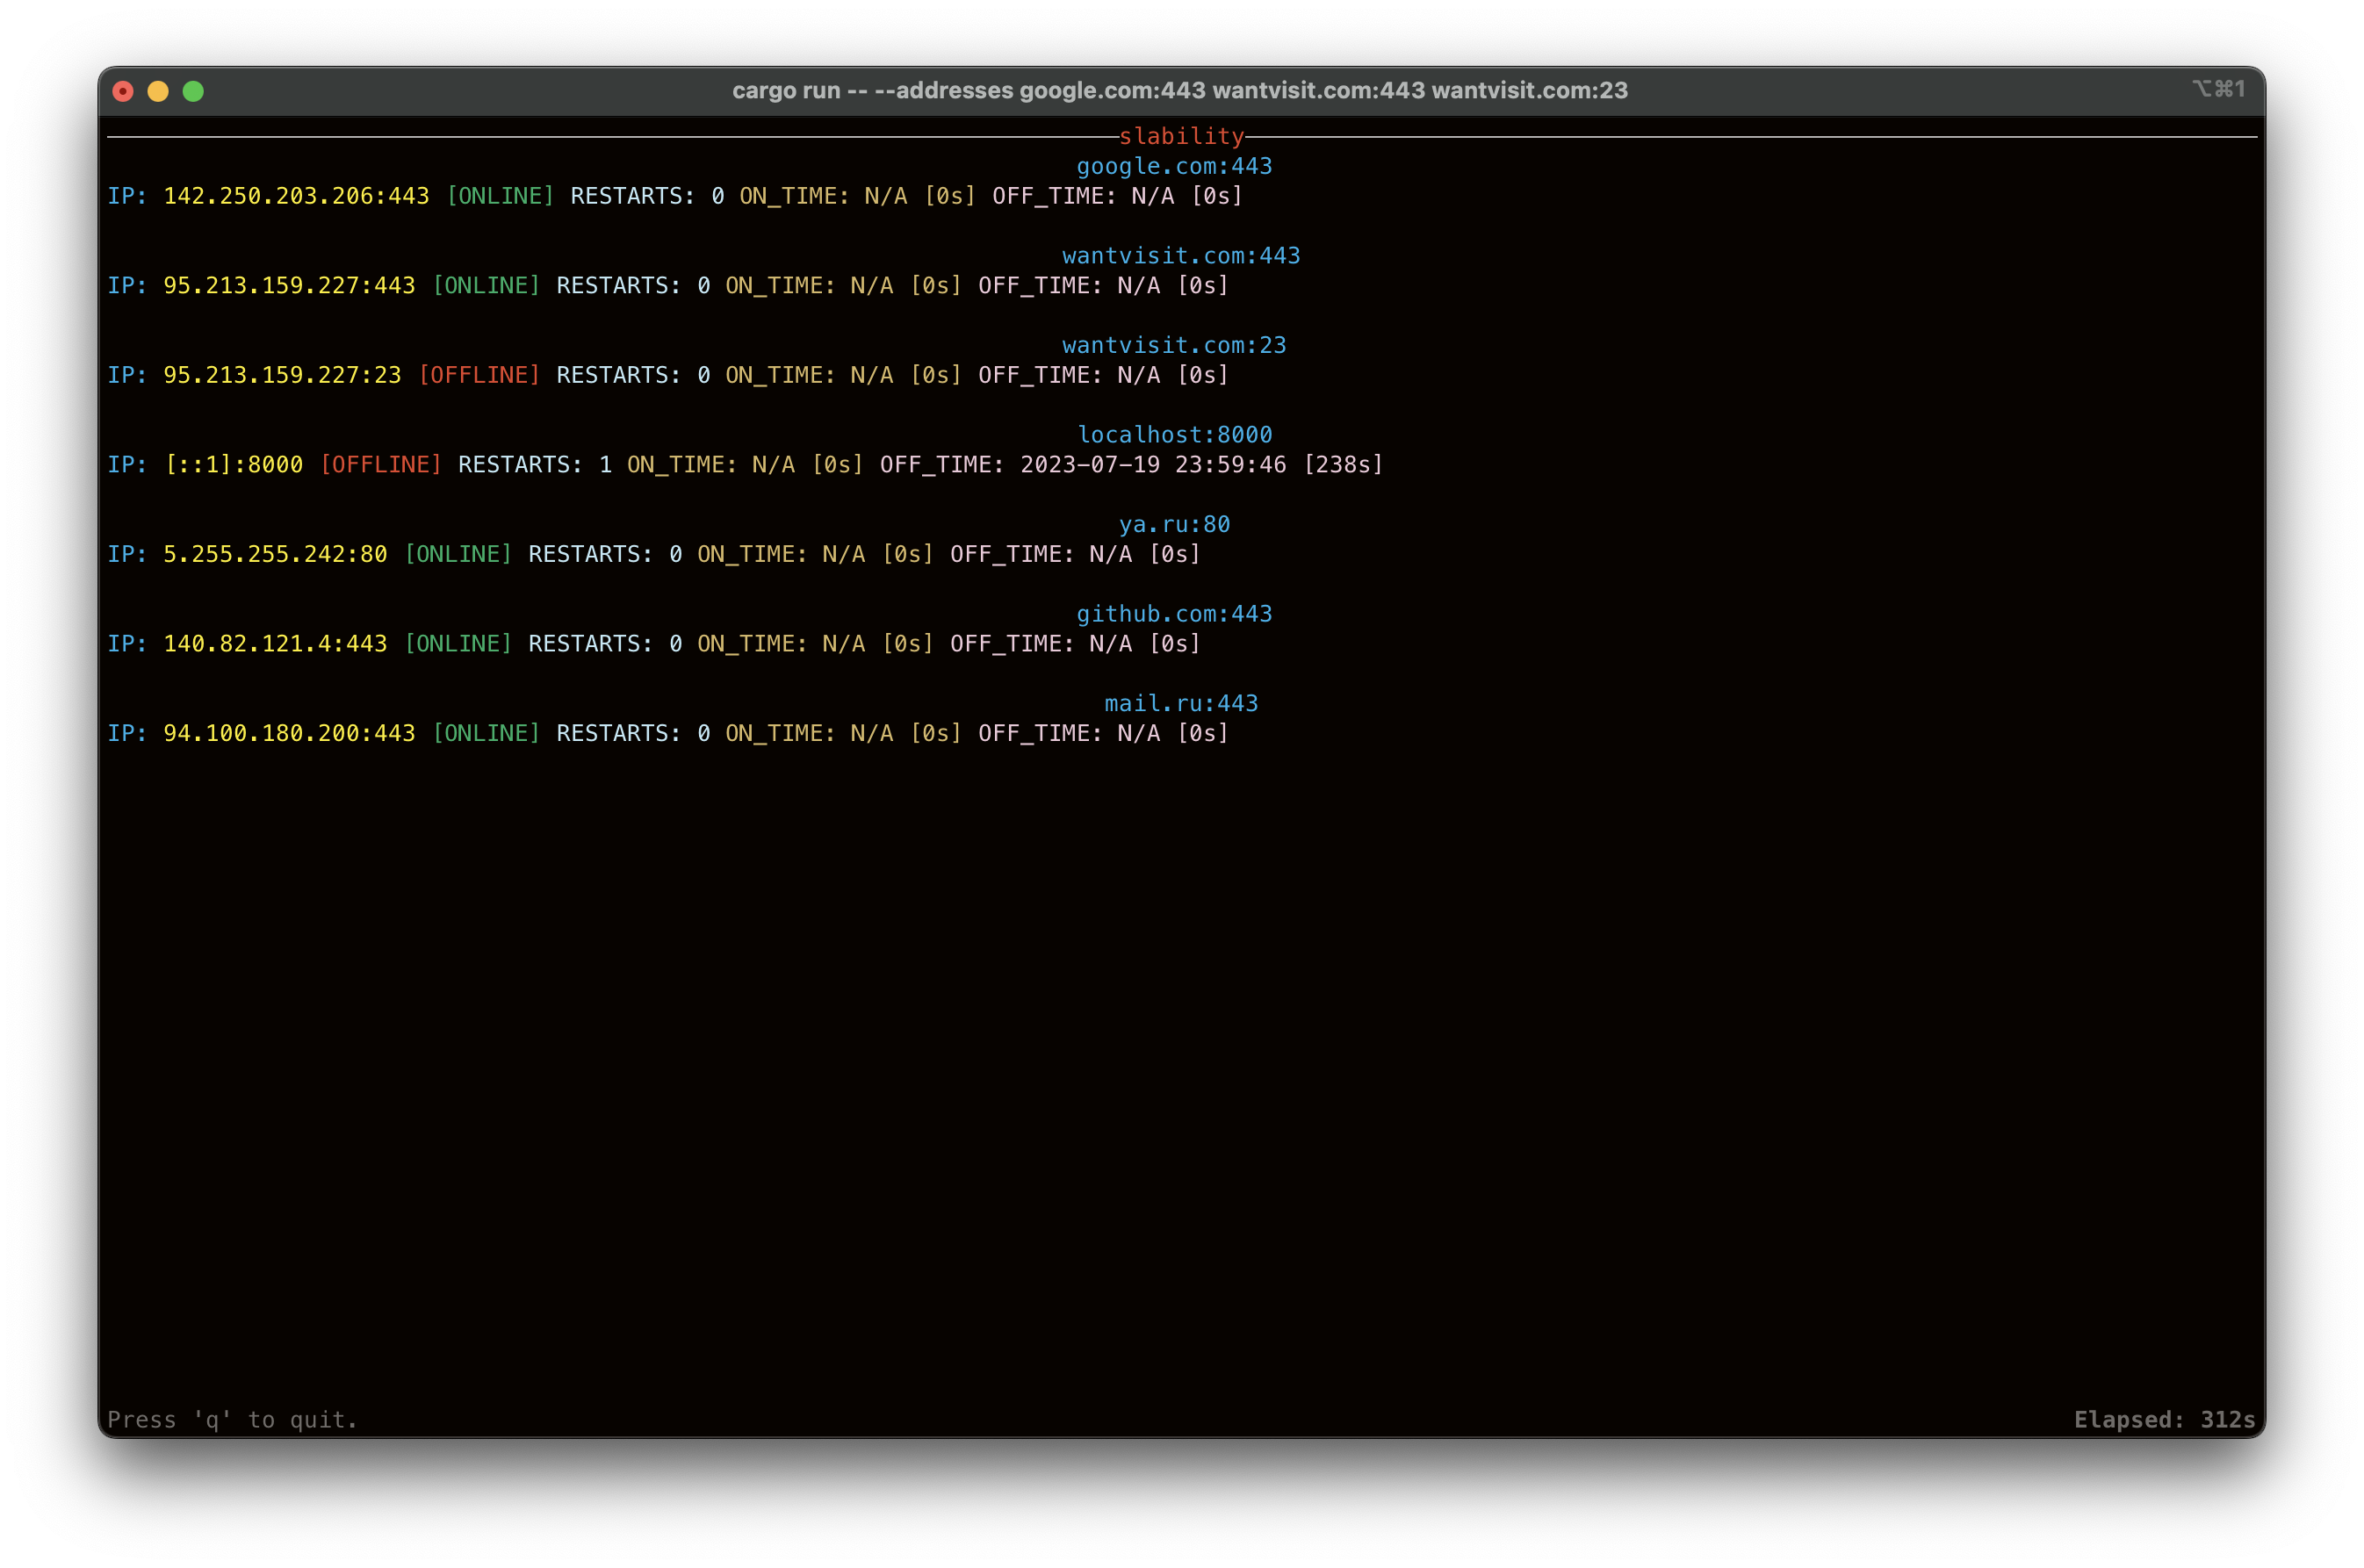 cargo run -- --addresses google.com:443 wantvisit.com:443 wantvisit.com:23
⌥⌘1
slability
google.com:443
IP: 142.250.203.206:443 [ONLINE] RESTARTS: 0 ON_TIME: N/A [0s] OFF_TIME: N/A [0s]
wantvisit.com:443
IP: 95.213.159.227:443 [ONLINE] RESTARTS: 0 ON_TIME: N/A [0s] OFF_TIME: N/A [0s]
wantvisit.com:23
IP: 95.213.159.227:23 [OFFLINE] RESTARTS: 0 ON_TIME: N/A [0s] OFF_TIME: N/A [0s]
localhost:8000
IP: [::1]:8000 [OFFLINE] RESTARTS: 1 ON_TIME: N/A [0s] OFF_TIME: 2023-07-19 23:59:46 [238s]
ya.ru:80
IP: 5.255.255.242:80 [ONLINE] RESTARTS: 0 ON_TIME: N/A [0s] OFF_TIME: N/A [0s]
github.com:443
IP: 140.82.121.4:443 [ONLINE] RESTARTS: 0 ON_TIME: N/A [0s] OFF_TIME: N/A [0s]
mail.ru:443
IP: 94.100.180.200:443 [ONLINE] RESTARTS: 0 ON_TIME: N/A [0s] OFF_TIME: N/A [0s]
Press 'q' to quit.
Elapsed: 312s